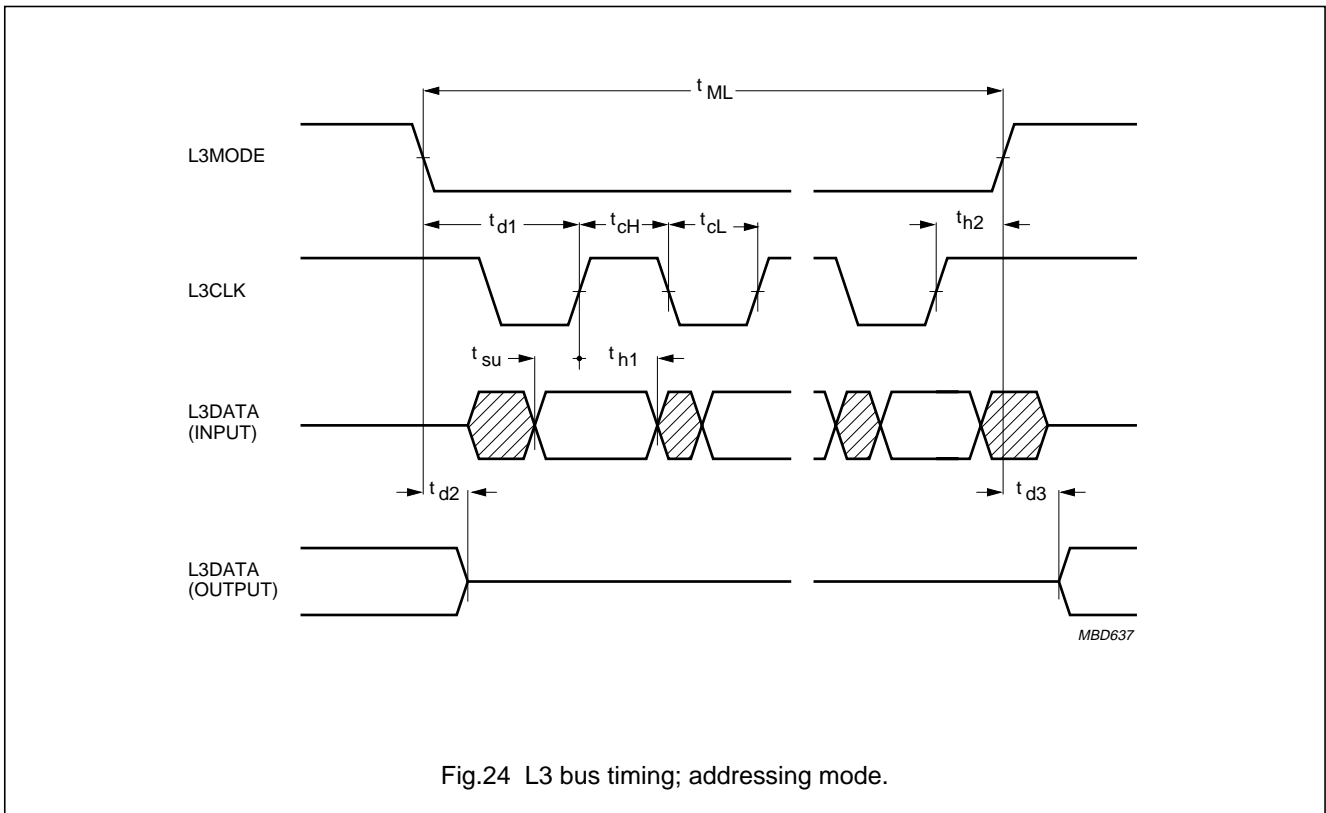 t ML
L3MODE
t d1
t cH
t cL
t h2
L3CLK
t su
t h1
L3DATA
(INPUT)
t d2
t d3
L3DATA
(OUTPUT)
MBD637
Fig.24 L3 bus timing; addressing mode.